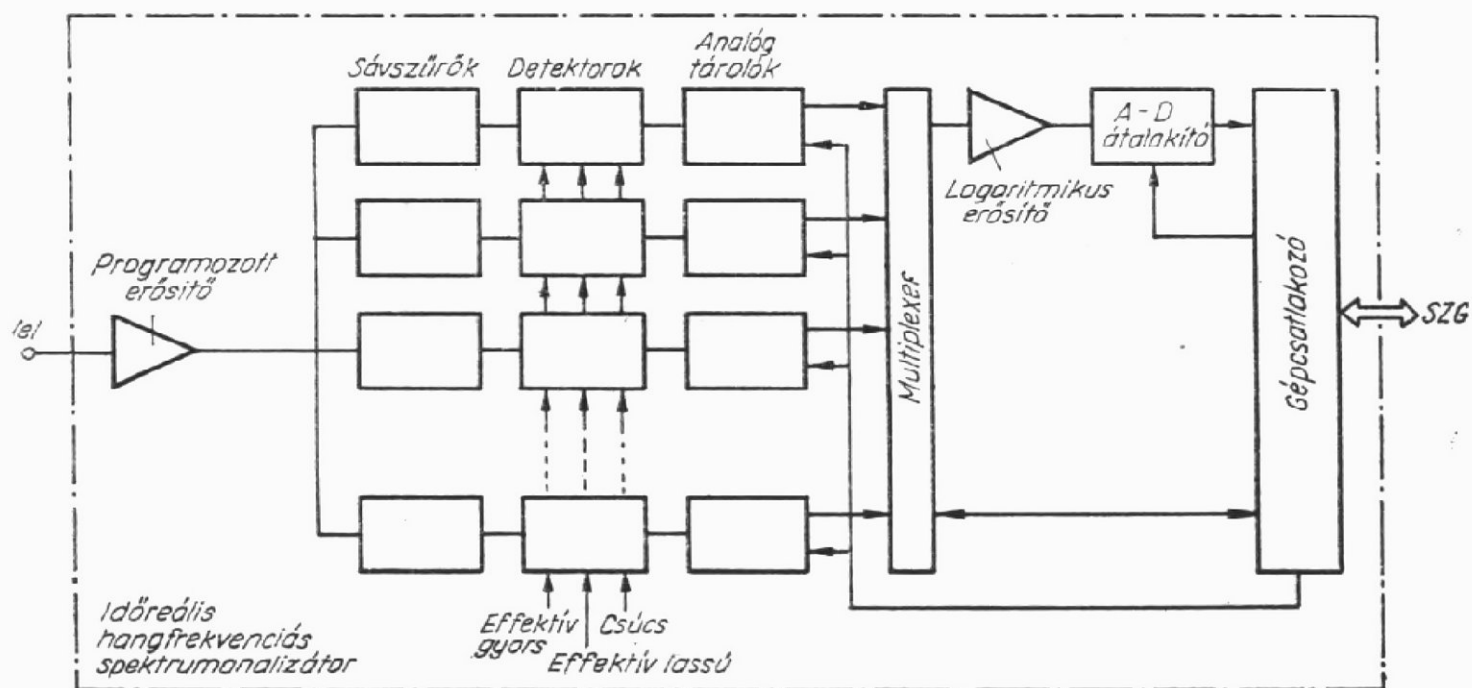 Sávszűrők
Detektorok
Analóg
tárolók
A-D
átalakító
Logaritmikus
erősítő
Programozott
erősítő
Jel
Multiplexer
Gépcsatlakozó
SZG
Időreális
hangfrekvenciás
spektrumanalizátor
Effektív
gyors
Csúcs
Effektív lassú